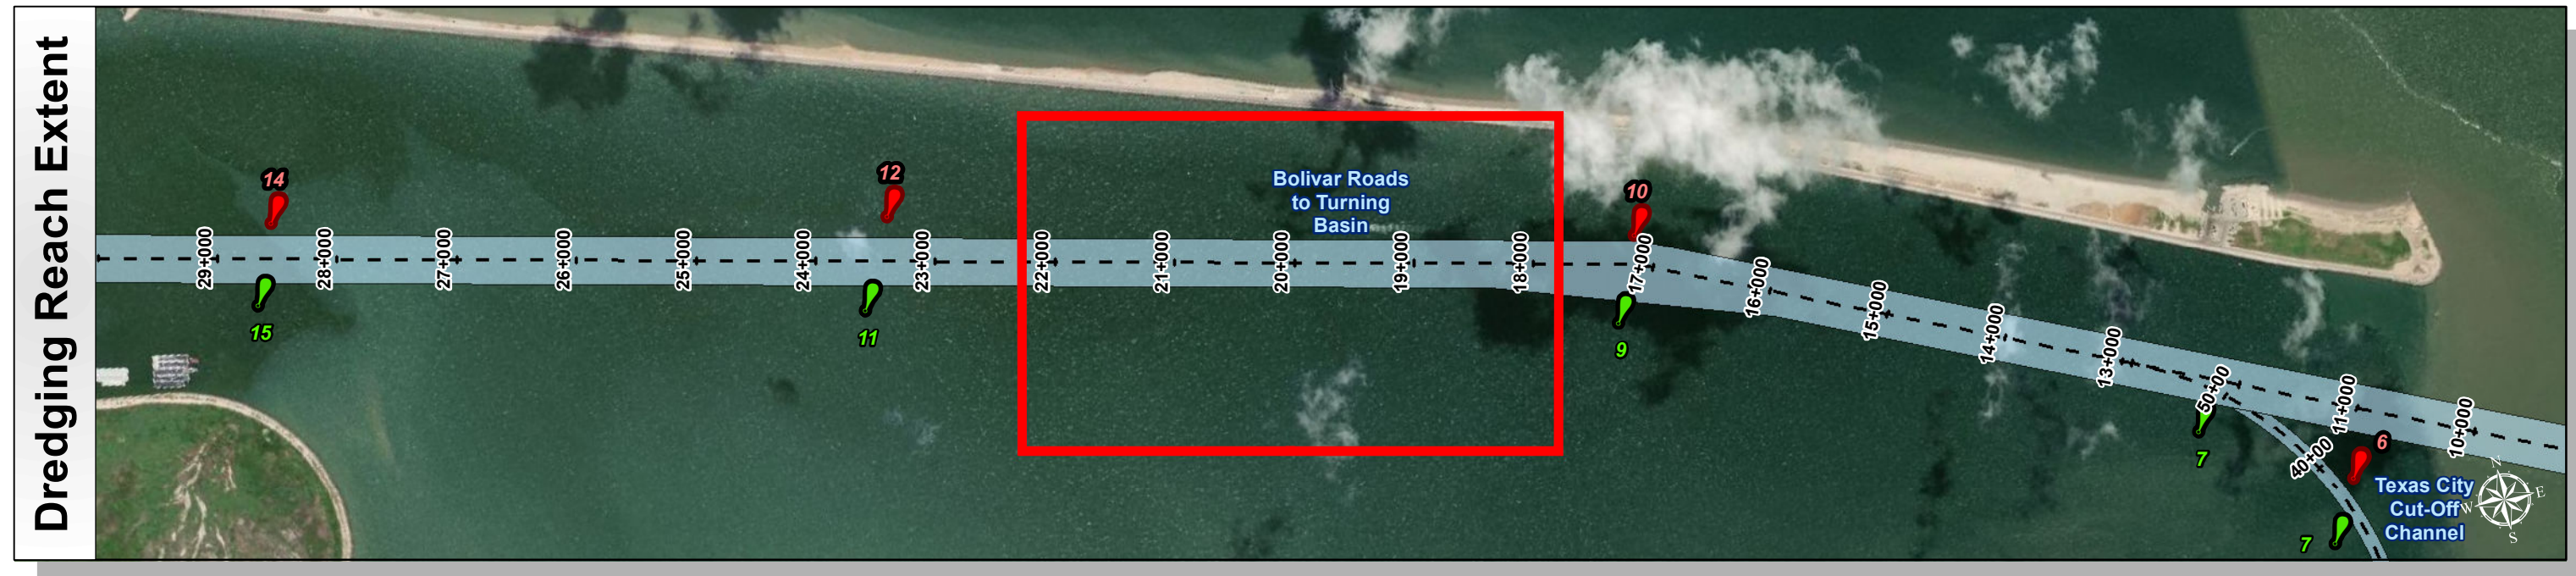 Dredging Reach Extent
14
12
10
Bolivar Roads
to Turning
Basin
29+000
28+000
27+000
26+000
25+000
24+000
23+000
22+000
21+000
20+000
19+000
18+000
17+000
16+000
15+000
14+000
13+000
50+00
11+000
10+000
15
11
9
7
40+00
6
Texas City
Cut-Off
Channel
7
N
E
W
S